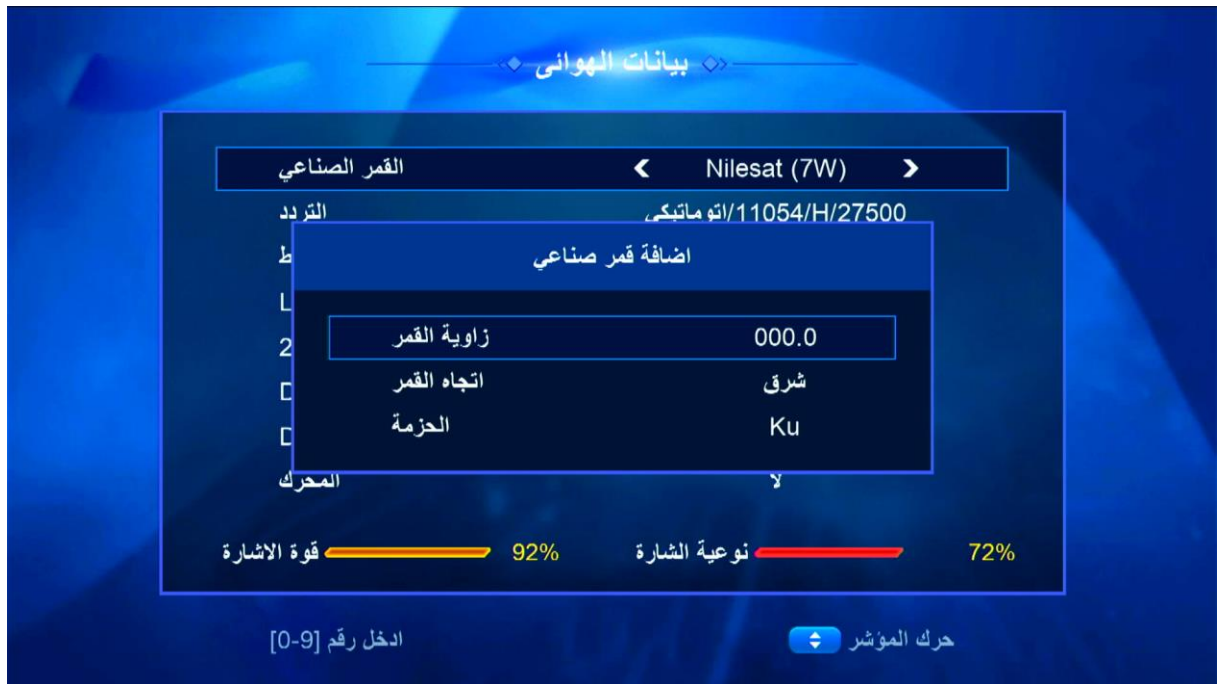 بيانات الهوائى
القمر الصناعي Nilesat (7W)
التردد اتوماتيكي/11054/H/27500
اضافة قمر صناعي
زاوية القمر 000.0
اتجاه القمر شرق
الحزمة Ku
المحرك لا
قوة الاشارة 92% نوعية الشارة 72%
ادخل رقم [0-9] حرك المؤشر